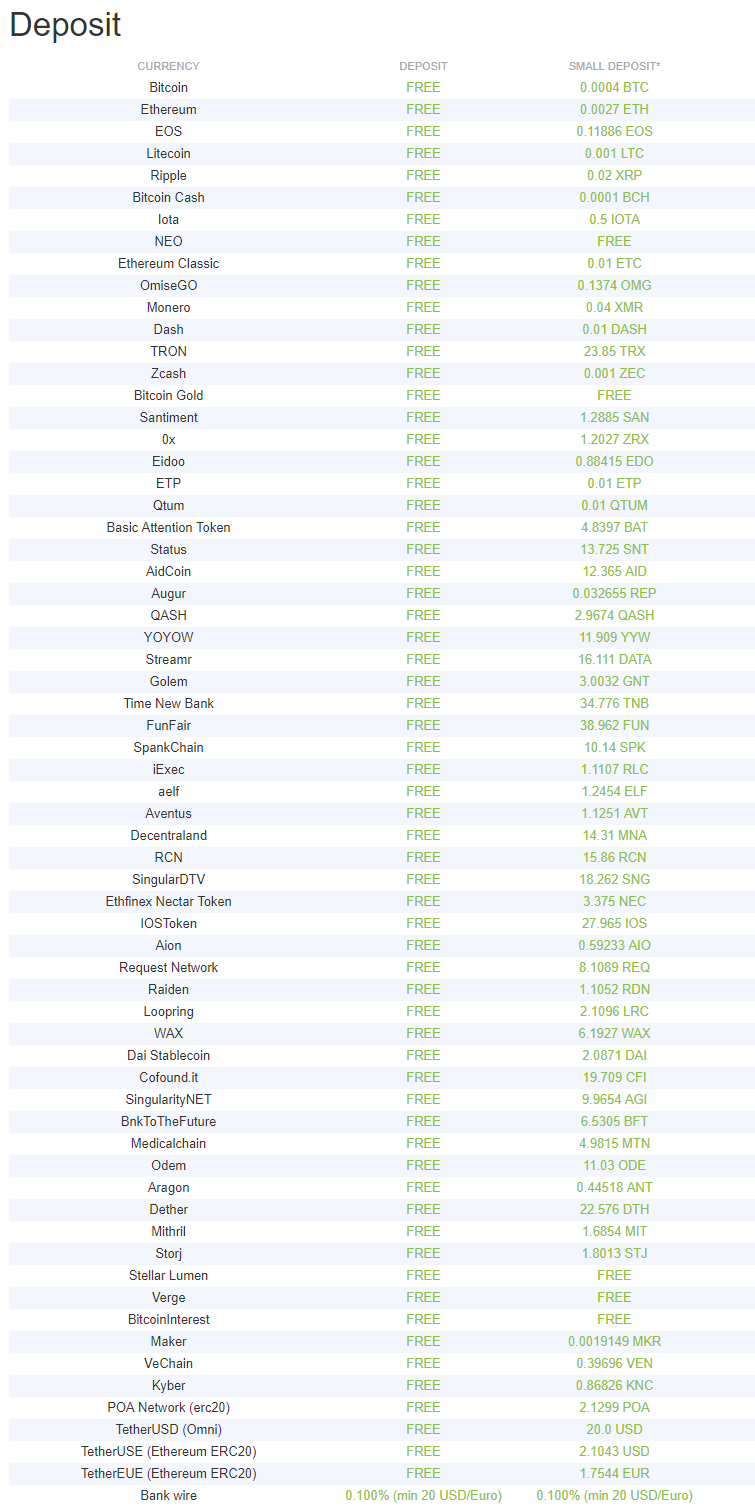 Deposit
CURRENCY DEPOSIT SMALL DEPOSIT*
Bitcoin FREE 0.0004 BTC
Ethereum FREE 0.0027 ETH
EOS FREE 0.11886 EOS
Litecoin FREE 0.001 LTC
Ripple FREE 0.02 XRP
Bitcoin Cash FREE 0.0001 BCH
Iota FREE 0.5 IOTA
NEO FREE FREE
Ethereum Classic FREE 0.01 ETC
OmiseGO FREE 0.1374 OMG
Monero FREE 0.04 XMR
Dash FREE 0.01 DASH
TRON FREE 23.85 TRX
Zcash FREE 0.001 ZEC
Bitcoin Gold FREE FREE
Santiment FREE 1.2885 SAN
0x FREE 1.2027 ZRX
Eidoo FREE 0.88415 EDO
ETP FREE 0.01 ETP
Qtum FREE 0.01 QTUM
Basic Attention Token FREE 4.8397 BAT
Status FREE 13.725 SNT
AidCoin FREE 12.365 AID
Augur FREE 0.032655 REP
QASH FREE 2.9674 QASH
YOYOW FREE 11.909 YYW
Streamr FREE 16.111 DATA
Golem FREE 3.0032 GNT
Time New Bank FREE 34.776 TNB
FunFair FREE 38.962 FUN
SpankChain FREE 10.14 SPK
iExec FREE 1.1107 RLC
aelf FREE 1.2454 ELF
Aventus FREE 1.1251 AVT
Decentraland FREE 14.31 MNA
RCN FREE 15.86 RCN
SingularDTV FREE 18.262 SNG
Ethfinex Nectar Token FREE 3.375 NEC
IOSToken FREE 27.965 IOS
Aion FREE 0.59233 AIO
Request Network FREE 8.1089 REQ
Raiden FREE 1.1052 RDN
Loopring FREE 2.1096 LRC
WAX FREE 6.1927 WAX
Dai Stablecoin FREE 2.0871 DAI
Cofound.it FREE 19.709 CFI
SingularityNET FREE 9.9654 AGI
BnkToTheFuture FREE 6.5305 BFT
Medicalchain FREE 4.9815 MTN
Odem FREE 11.03 ODE
Aragon FREE 0.44518 ANT
Dether FREE 22.576 DTH
Mithril FREE 1.6854 MIT
Storj FREE 1.8013 STJ
Stellar Lumen FREE FREE
Verge FREE FREE
BitcoinInterest FREE FREE
Maker FREE 0.0019149 MKR
VeChain FREE 0.39696 VEN
Kyber FREE 0.86826 KNC
POA Network (erc20) FREE 2.1299 POA
TetherUSD (Omni) FREE 20.0 USD
TetherUSE (Ethereum ERC20) FREE 2.1043 USD
TetherEUE (Ethereum ERC20) FREE 1.7544 EUR
Bank wire 0.100% (min 20 USD/Euro) 0.100% (min 20 USD/Euro)